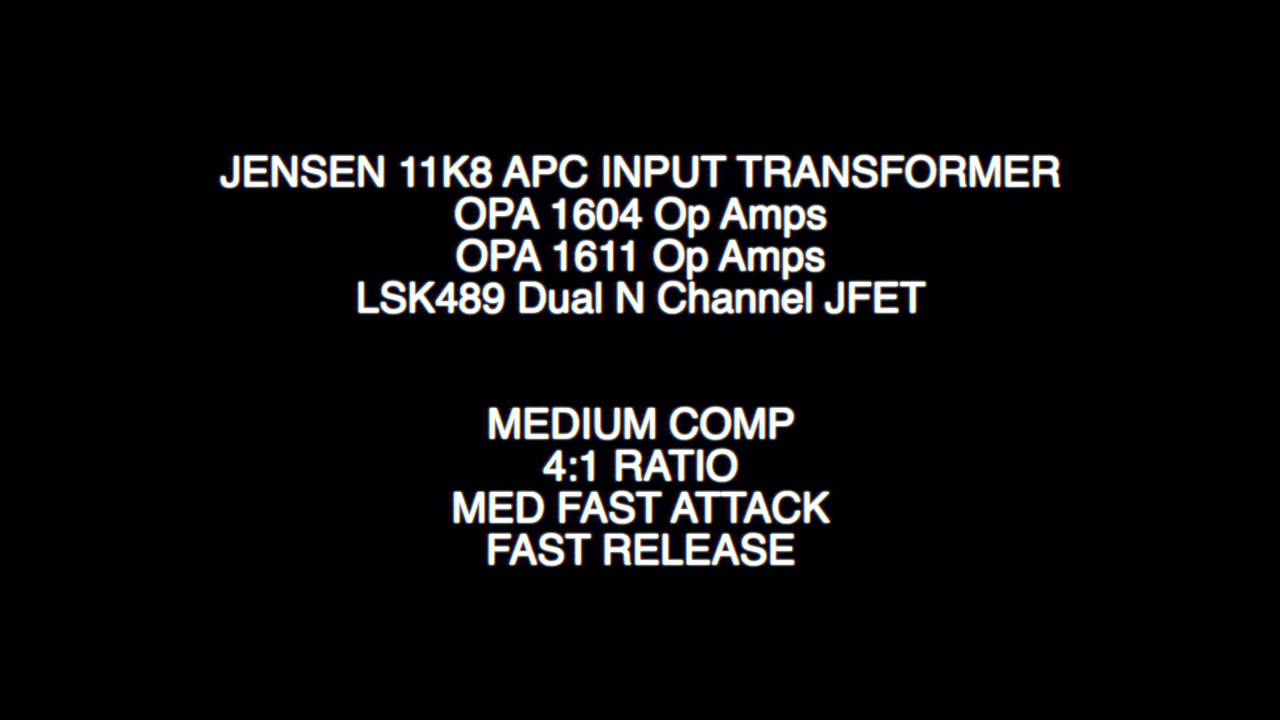 JENSEN 11K8 APC INPUT TRANSFORMER
OPA 1604 Op Amps
OPA 1611 Op Amps
LSK489 Dual N Channel JFET
MEDIUM COMP
4:1 RATIO
MED FAST ATTACK
FAST RELEASE